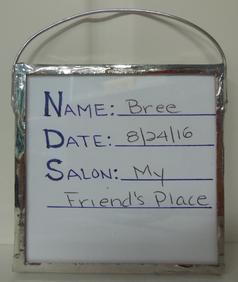 NAME: Bree
DATE: 8/24/16
SALON: My
Friend's Place